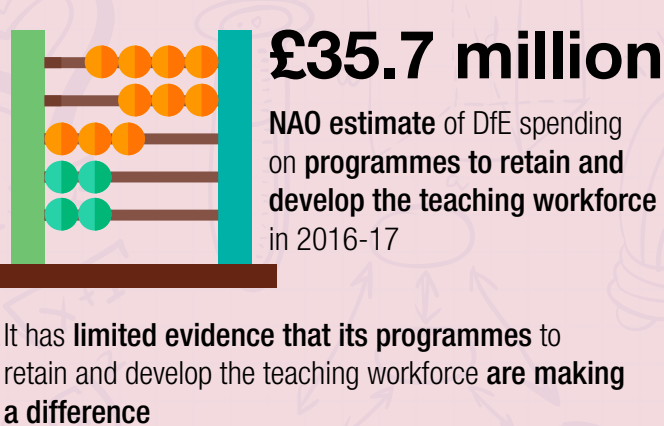 £35.7 million
NAO estimate of DfE spending
on programmes to retain and
develop the teaching workforce
in 2016-17
It has limited evidence that its programmes to
retain and develop the teaching workforce are making
a difference